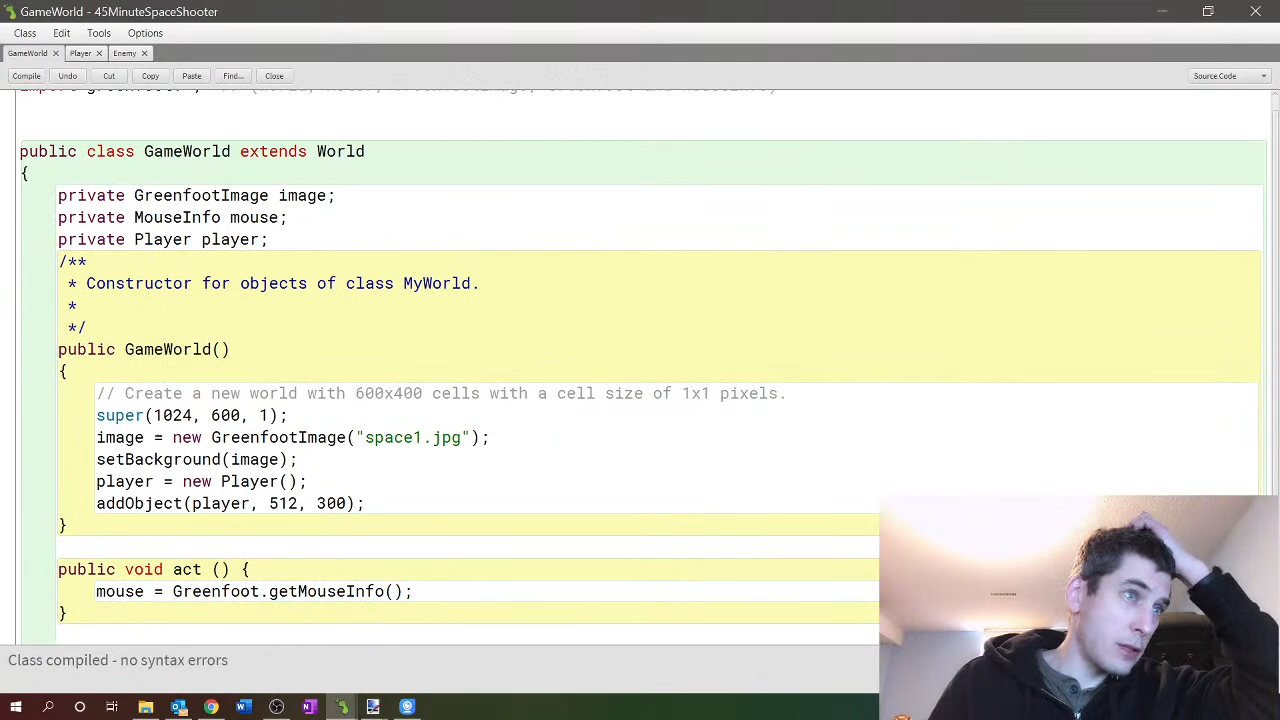 GameWorld - 45MinuteSpaceShooter
Class Edit Tools Options
GameWorld × Player × Enemy ×
Compile Undo Cut Copy Paste Find... Close Source Code
public class GameWorld extends World
{
private GreenfootImage image;
private MouseInfo mouse;
private Player player;
/**
* Constructor for objects of class MyWorld.
*
*/
public GameWorld()
{
// Create a new world with 600x400 cells with a cell size of 1x1 pixels.
super(1024, 600, 1);
image = new GreenfootImage("space1.jpg");
setBackground(image);
player = new Player();
addObject(player, 512, 300);
}
public void act () {
mouse = Greenfoot.getMouseInfo();
}
Class compiled - no syntax errors